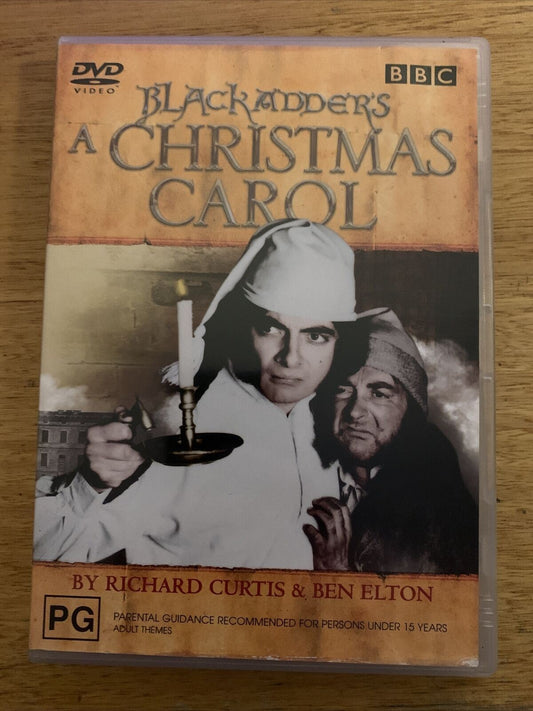 DVD
VIDEO
BBC
BLACKADDER'S
A CHRISTMAS
CAROL
BY RICHARD CURTIS & BEN ELTON
PG
PARENTAL GUIDANCE RECOMMENDED FOR PERSONS UNDER 15 YEARS
ADULT THEMES